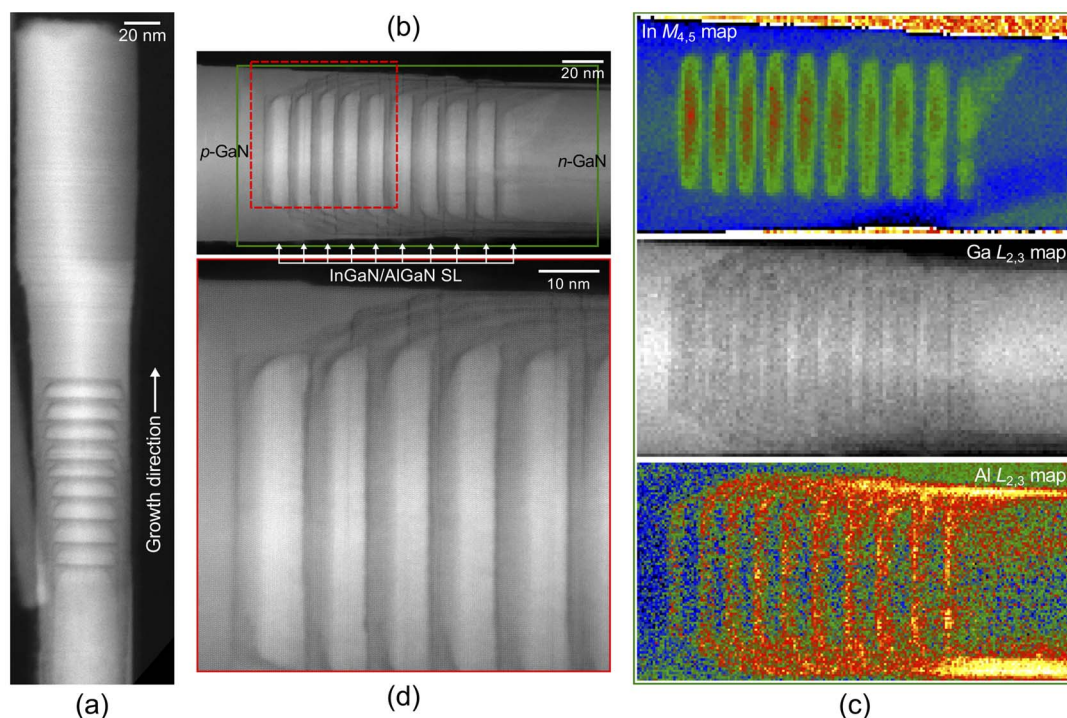 20 nm
Growth direction
(a)
(b)
20 nm
p-GaN
n-GaN
InGaN/AlGaN SL
10 nm
(d)
In M4,5 map
Ga L2,3 map
Al L2,3 map
(c)